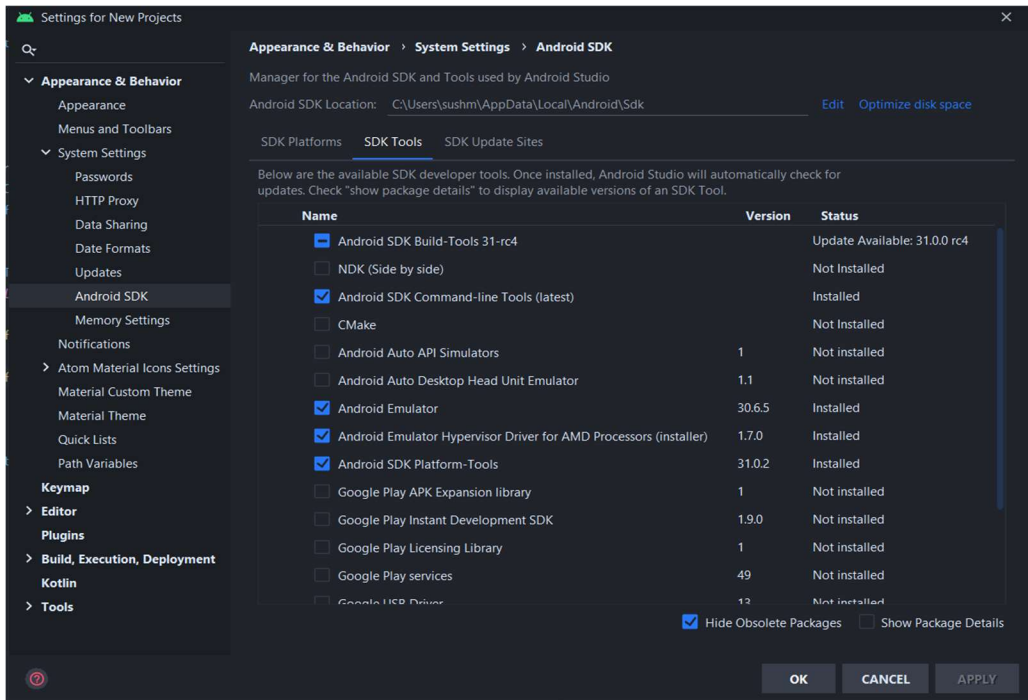 Settings for New Projects
Appearance & Behavior
Appearance
Menus and Toolbars
System Settings
Passwords
HTTP Proxy
Data Sharing
Date Formats
Updates
Android SDK
Memory Settings
Notifications
Atom Material Icons Settings
Material Custom Theme
Material Theme
Quick Lists
Path Variables
Keymap
Editor
Plugins
Build, Execution, Deployment
Kotlin
Tools
Appearance & Behavior › System Settings › Android SDK
Manager for the Android SDK and Tools used by Android Studio
Android SDK Location: C:\Users\sushm\AppData\Local\Android\Sdk Edit Optimize disk space
SDK Platforms SDK Tools SDK Update Sites
Below are the available SDK developer tools. Once installed, Android Studio will automatically check for
updates. Check "show package details" to display available versions of an SDK Tool.
Name Version Status
Android SDK Build-Tools 31-rc4 Update Available: 31.0.0 rc4
NDK (Side by side) Not Installed
Android SDK Command-line Tools (latest) Installed
CMake Not Installed
Android Auto API Simulators 1 Not installed
Android Auto Desktop Head Unit Emulator 1.1 Not installed
Android Emulator 30.6.5 Installed
Android Emulator Hypervisor Driver for AMD Processors (installer) 1.7.0 Installed
Android SDK Platform-Tools 31.0.2 Installed
Google Play APK Expansion library 1 Not installed
Google Play Instant Development SDK 1.9.0 Not installed
Google Play Licensing Library 1 Not installed
Google Play services 49 Not installed
Google USB Driver 13 Not installed
Hide Obsolete Packages Show Package Details
? OK CANCEL APPLY